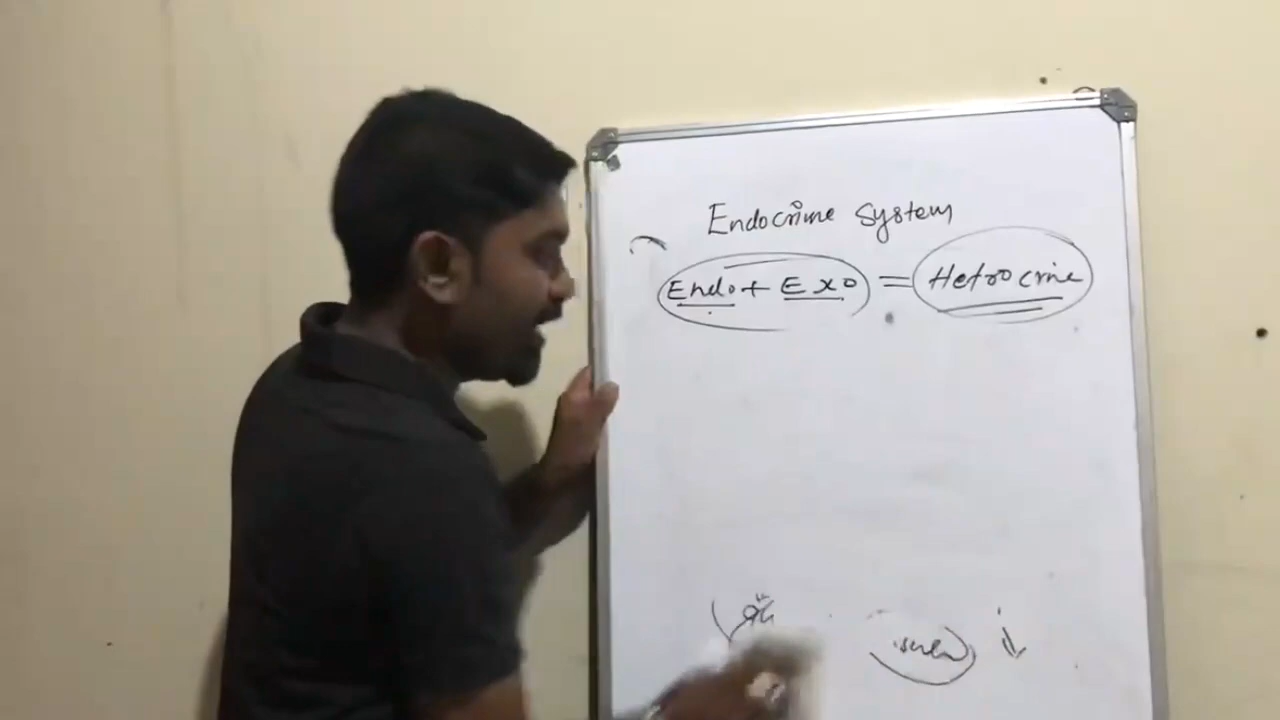 Endocrine System
Endo + Exo = Hetrocrine